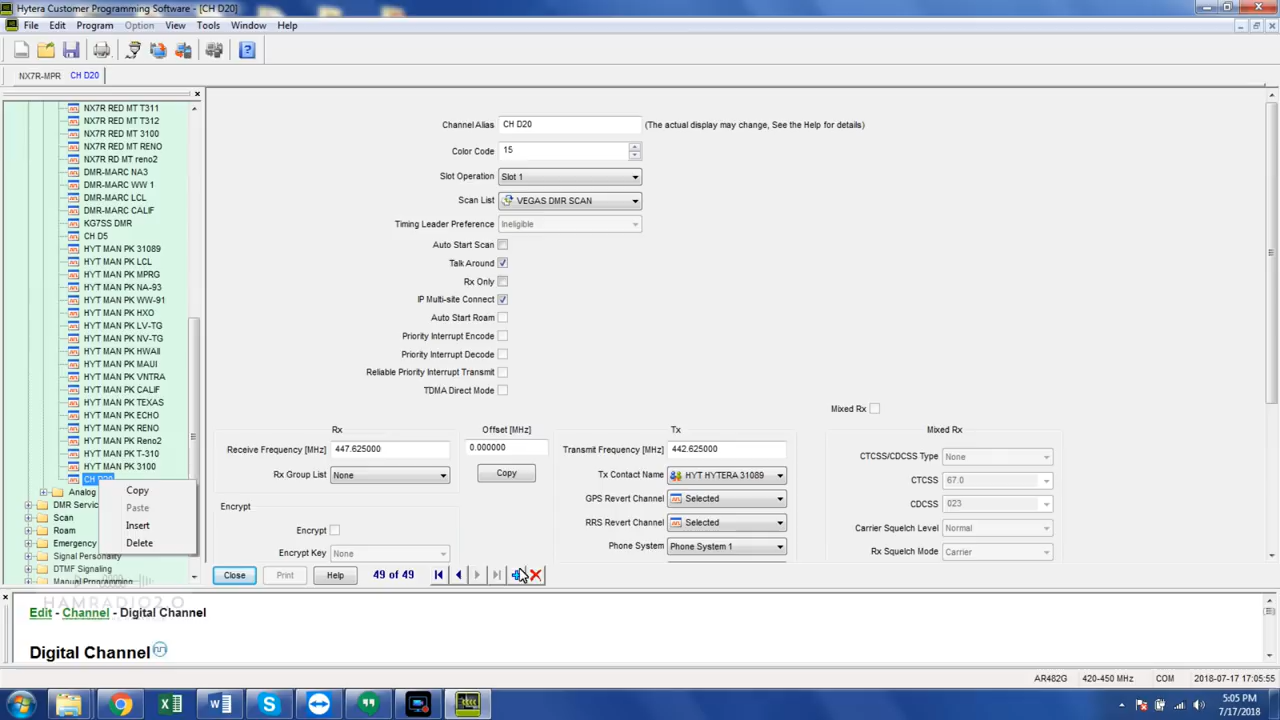 Hytera Customer Programming Software - [CH D20]
File Edit Program Option View Tools Window Help
NX7R-MPR CH D20
NX7R RED MT T311
NX7R RED MT T312
NX7R RED MT 3100
NX7R RED MT RENO
NX7R RD MT reno2
DMR-MARC NA3
DMR-MARC WW 1
DMR-MARC LCL
DMR-MARC CALIF
KG7SS DMR
CH D5
HYT MAN PK 31089
HYT MAN PK LCL
HYT MAN PK MPRG
HYT MAN PK NA-93
HYT MAN PK WW-91
HYT MAN PK HXO
HYT MAN PK LV-TG
HYT MAN PK NV-TG
HYT MAN PK HWAII
HYT MAN PK MAUI
HYT MAN PK VNTRA
HYT MAN PK CALIF
HYT MAN PK TEXAS
HYT MAN PK ECHO
HYT MAN PK RENO
HYT MAN PK Reno2
HYT MAN PK T-310
HYT MAN PK 3100
CH D20
Analog
DMR Servic
Scan
Roam
Emergency
Signal Personality
DTMF Signaling
Manual Programming
Copy
Paste
Insert
Delete
Channel Alias CH D20 (The actual display may change, See the Help for details)
Color Code 15
Slot Operation Slot 1
Scan List VEGAS DMR SCAN
Timing Leader Preference Ineligible
Auto Start Scan
Talk Around
Rx Only
IP Multi-site Connect
Auto Start Roam
Priority Interrupt Encode
Priority Interrupt Decode
Reliable Priority Interrupt Transmit
TDMA Direct Mode
Mixed Rx
Rx Offset [MHz] Tx Mixed Rx
Receive Frequency [MHz] 447.625000 0.000000 Transmit Frequency [MHz] 442.625000 CTCSS/CDCSS Type None
Rx Group List None Copy Tx Contact Name HYT HYTERA 31089 CTCSS 67.0
GPS Revert Channel Selected CDCSS 023
Encrypt RRS Revert Channel Selected Carrier Squelch Level Normal
Encrypt Phone System Phone System 1 Rx Squelch Mode Carrier
Encrypt Key None
Close Print Help 49 of 49
HAMRADIO2.0
Edit - Channel - Digital Channel
Digital Channel
AR482G 420-450 MHz COM 2018-07-17 17:05:55
5:05 PM
7/17/2018